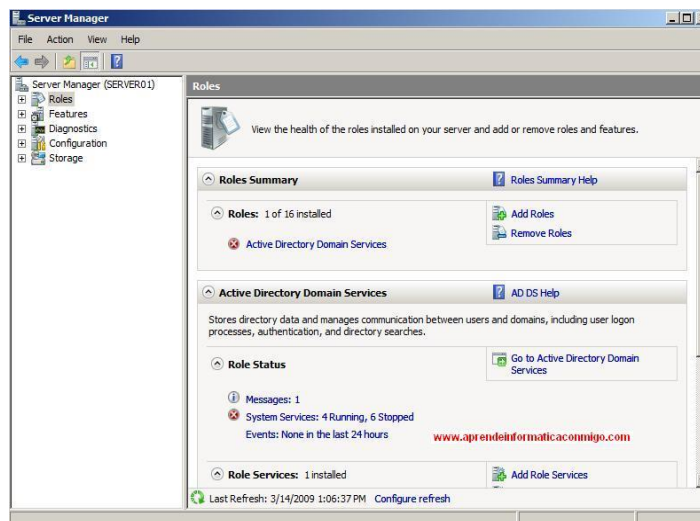 Server Manager
File Action View Help
Server Manager (SERVER01)
Roles
Features
Diagnostics
Configuration
Storage
Roles
View the health of the roles installed on your server and add or remove roles and features.
Roles Summary
Roles Summary Help
Roles: 1 of 16 installed
Add Roles
Remove Roles
Active Directory Domain Services
Active Directory Domain Services
AD DS Help
Stores directory data and manages communication between users and domains, including user logon
processes, authentication, and directory searches.
Role Status
Go to Active Directory Domain
Services
Messages: 1
System Services: 4 Running, 6 Stopped
Events: None in the last 24 hours
www.aprendeinformaticaconmigo.com
Role Services: 1 installed
Add Role Services
Last Refresh: 3/14/2009 1:06:37 PM Configure refresh